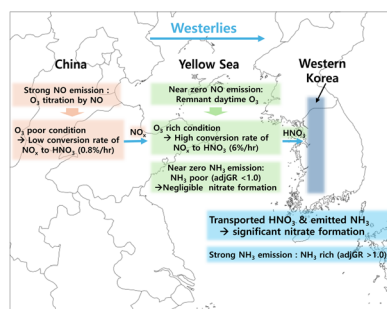 Westerlies
China
Yellow Sea
Western
Korea
Strong NO emission :
O₃ titration by NO
Near zero NO emission:
Remnant daytime O₃
O₃ poor condition
→ Low conversion rate of
NOₓ to HNO₃ (0.8%/hr)
NOₓ
O₃ rich condition
→ High conversion rate of
NOₓ to HNO₃ (6%/hr)
HNO₃
Near zero NH₃ emission:
NH₃ poor (adjGR <1.0)
→Negligible nitrate formation
Transported HNO₃ & emitted NH₃
→ significant nitrate formation
Strong NH₃ emission : NH₃ rich (adjGR >1.0)